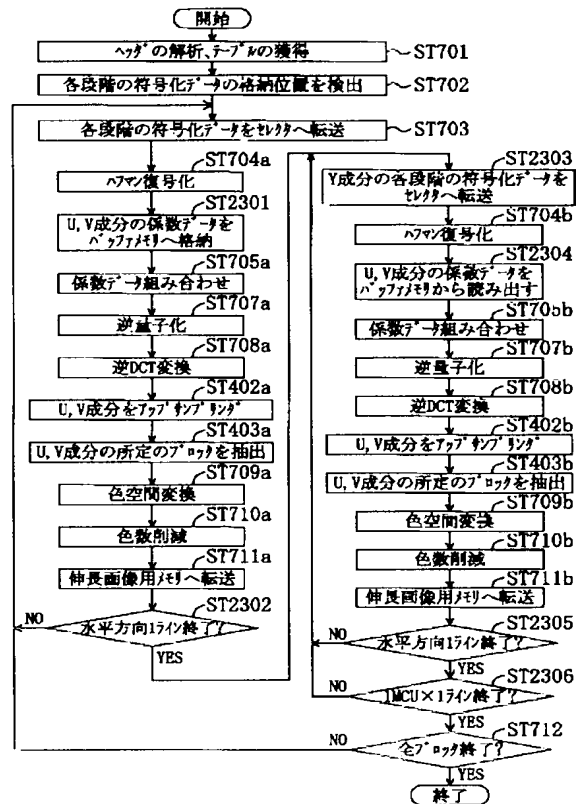 開始
ヘッダの解析、テーブルの獲得
ST701
各段階の符号化データの格納位置を検出
ST702
各段階の符号化データをセレクタへ転送
ST703
ST704a
ハフマン復号化
ST2301
U,V成分の係数データを
バッファメモリへ格納
ST705a
係数データ組み合わせ
ST707a
逆量子化
ST708a
逆DCT変換
ST402a
U,V成分をアップサンプリング
ST403a
U,V成分の所定のブロックを抽出
ST709a
色空間変換
ST710a
色数削減
ST711a
伸長画像用メモリへ転送
ST2302
水平方向1ライン終了?
NO
YES
ST2303
Y成分の各段階の符号化データを
セレクタへ転送
ST704b
ハフマン復号化
ST2304
U,V成分の係数データを
バッファメモリから読み出す
ST705b
係数データ組み合わせ
ST707b
逆量子化
ST708b
逆DCT変換
ST402b
U,V成分をアップサンプリング
ST403b
U,V成分の所定のブロックを抽出
ST709b
色空間変換
ST710b
色数削減
ST711b
伸長画像用メモリへ転送
ST2305
水平方向1ライン終了?
NO
YES
ST2306
1MCU×1ライン終了?
NO
YES
ST712
全ブロック終了?
NO
YES
終了